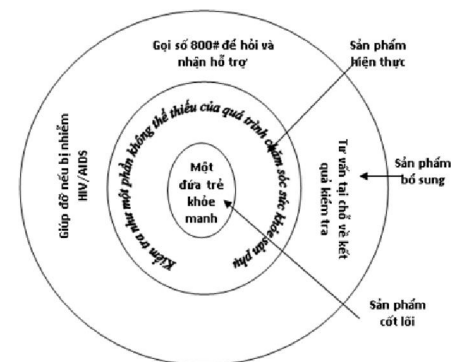 Gọi số 800# để hỏi và
nhận hỗ trợ
Sản phẩm
hiện thực
Giúp đỡ nếu bị nhiễm
HIV/AIDS
Kiểm tra như một phần không thể thiếu của quá trình chăm sóc sức khỏe sản phụ
Một
đứa trẻ
khỏe
manh
Tư vấn tại chỗ về kết
quả kiểm tra
Sản phẩm
bổ sung
Sản phẩm
cốt lõi